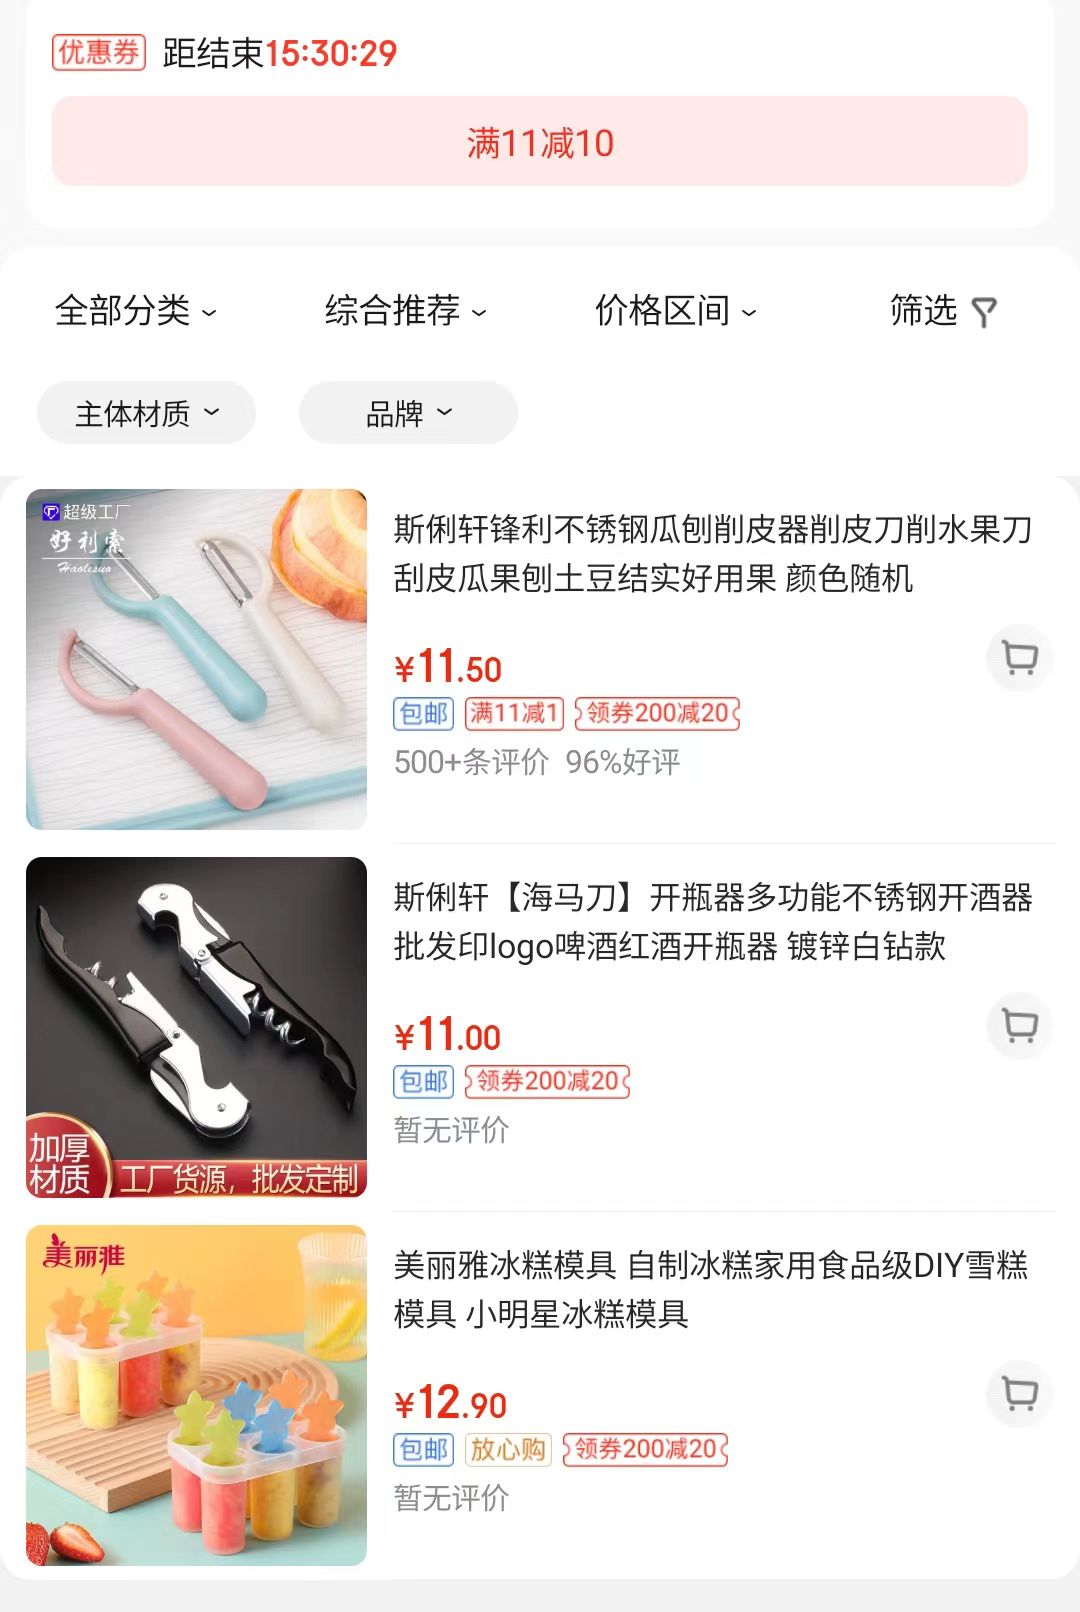 优惠券 距结束15:30:29
满11减10
全部分类 综合推荐 价格区间 筛选
主体材质 品牌
超级工厂
好利索
Haolisuo
斯俐轩锋利不锈钢瓜刨削皮器削皮刀削水果刀
刮皮瓜果刨土豆结实好用果 颜色随机
¥11.50
包邮 满11减1 领券200减20
500+条评价 96%好评
斯俐轩【海马刀】开瓶器多功能不锈钢开酒器
批发印logo啤酒红酒开瓶器 镀锌白钻款
¥11.00
包邮 领券200减20
暂无评价
加厚
材质
工厂货源，批发定制
美丽雅
美丽雅冰糕模具 自制冰糕家用食品级DIY雪糕
模具 小明星冰糕模具
¥12.90
包邮 放心购 领券200减20
暂无评价